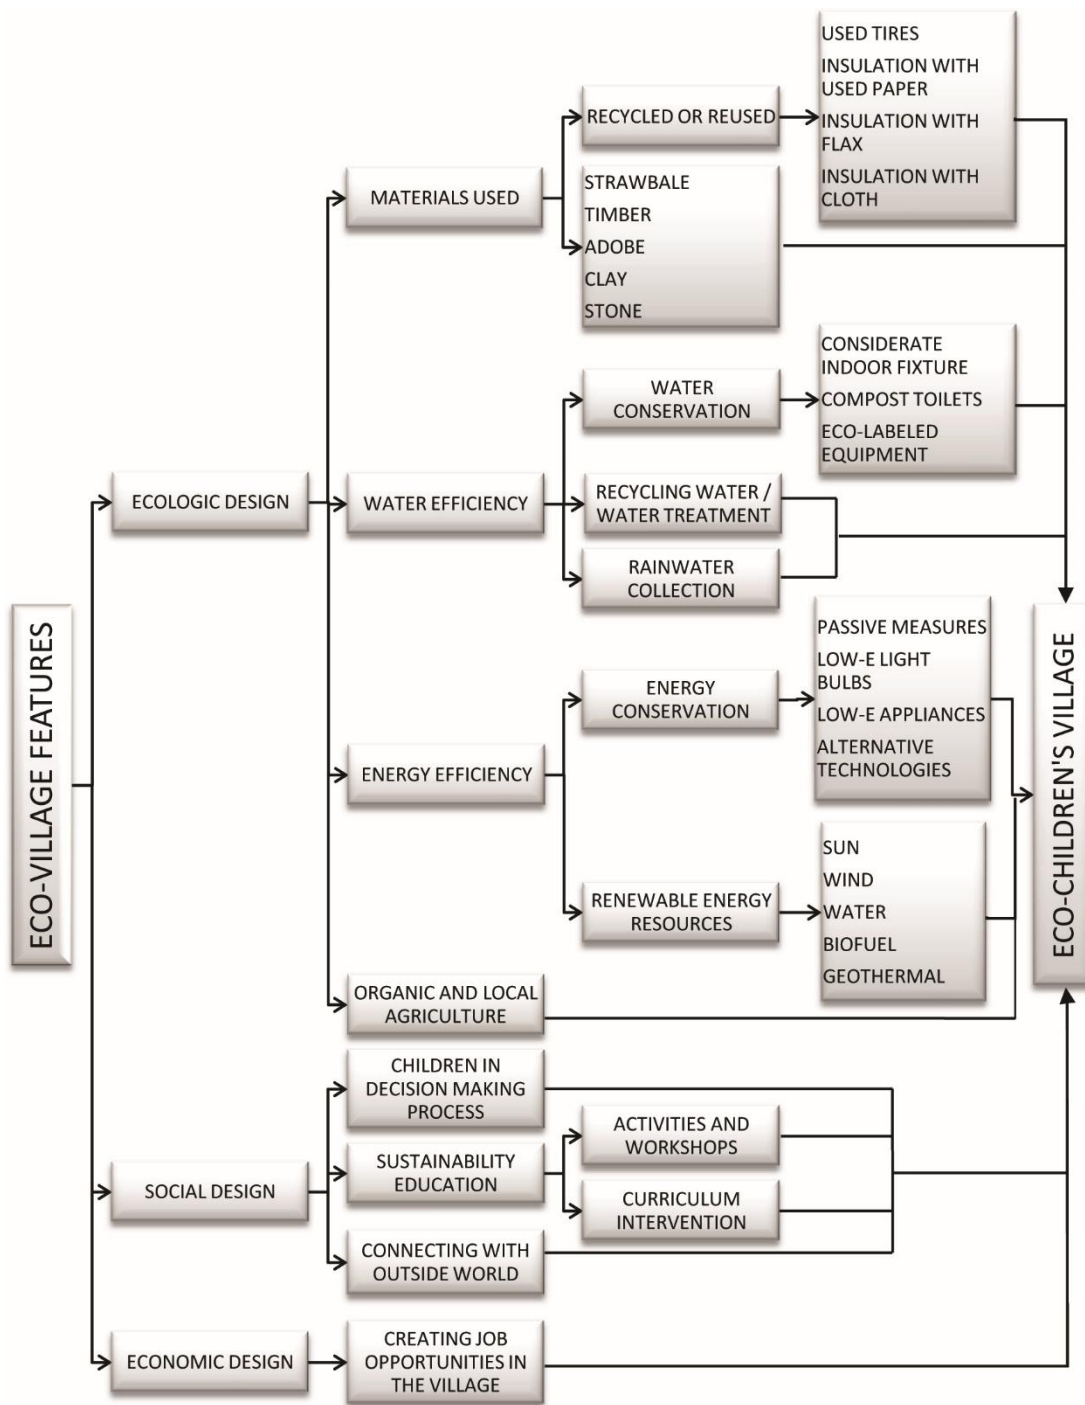 ECO-VILLAGE FEATURES
ECOLOGIC DESIGN
MATERIALS USED
RECYCLED OR REUSED
USED TIRES
INSULATION WITH
USED PAPER
INSULATION WITH
FLAX
INSULATION WITH
CLOTH
STRAWBALE
TIMBER
ADOBE
CLAY
STONE
WATER EFFICIENCY
WATER
CONSERVATION
CONSIDERATE
INDOOR FIXTURE
COMPOST TOILETS
ECO-LABELED
EQUIPMENT
RECYCLING WATER /
WATER TREATMENT
RAINWATER
COLLECTION
ENERGY EFFICIENCY
ENERGY
CONSERVATION
PASSIVE MEASURES
LOW-E LIGHT
BULBS
LOW-E APPLIANCES
ALTERNATIVE
TECHNOLOGIES
RENEWABLE ENERGY
RESOURCES
SUN
WIND
WATER
BIOFUEL
GEOTHERMAL
ORGANIC AND LOCAL
AGRICULTURE
SOCIAL DESIGN
CHILDREN IN
DECISION MAKING
PROCESS
SUSTAINABILITY
EDUCATION
ACTIVITIES AND
WORKSHOPS
CURRICULUM
INTERVENTION
CONNECTING WITH
OUTSIDE WORLD
ECONOMIC DESIGN
CREATING JOB
OPPORTUNITIES IN
THE VILLAGE
ECO-CHILDREN'S VILLAGE